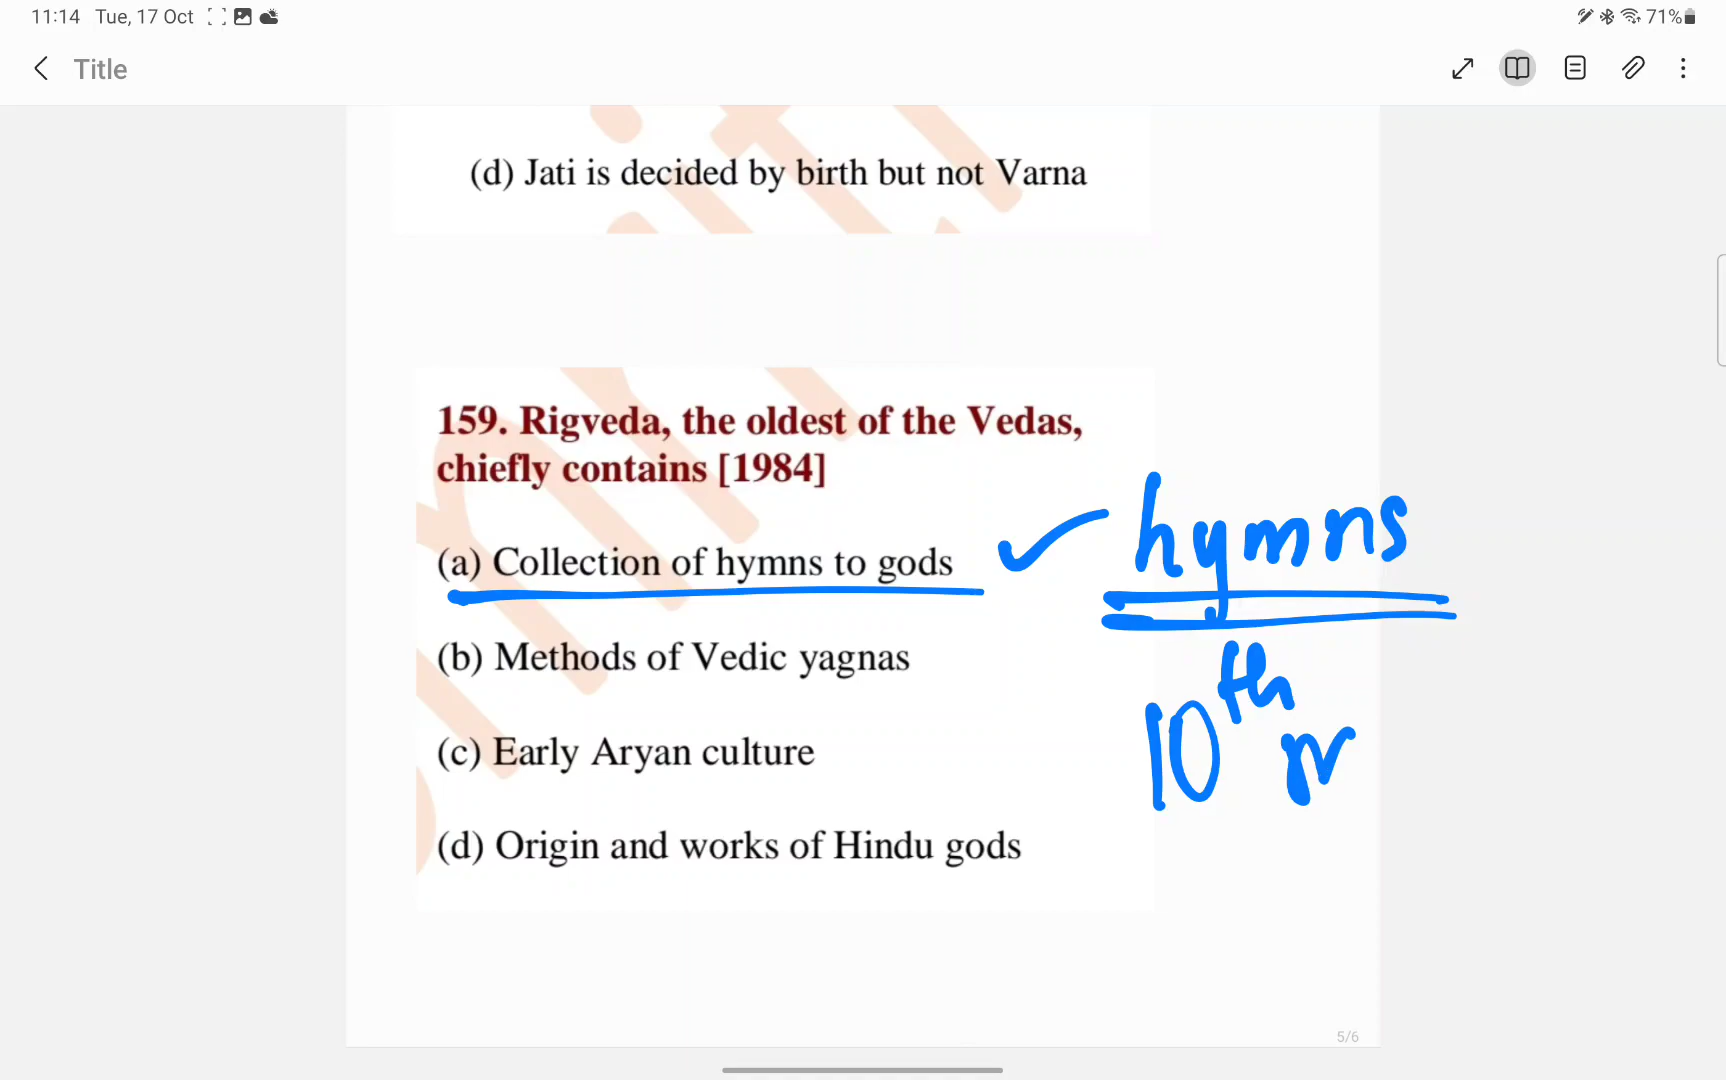 11:14 Tue, 17 Oct
71%
Title
(d) Jati is decided by birth but not Varna
159. Rigveda, the oldest of the Vedas,
chiefly contains [1984]
(a) Collection of hymns to gods
hymns
(b) Methods of Vedic yagnas
10th
(c) Early Aryan culture
(d) Origin and works of Hindu gods
5/6